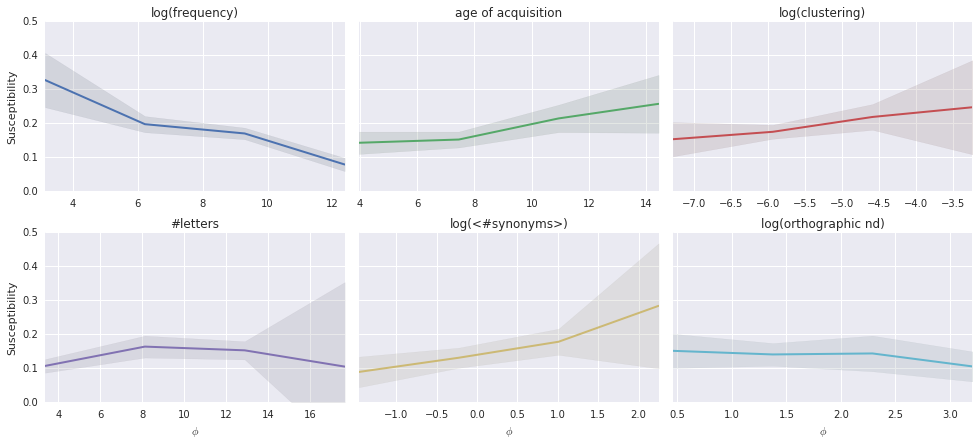 log(frequency) age of acquisition log(clustering)
Susceptibility
0.5
0.4
0.3
0.2
0.1
0.0
4 6 8 10 12
4 6 8 10 12 14
−7.0 −6.5 −6.0 −5.5 −5.0 −4.5 −4.0 −3.5
#letters log(<#synonyms>) log(orthographic nd)
Susceptibility
0.5
0.4
0.3
0.2
0.1
0.0
4 6 8 10 12 14 16
−1.0 −0.5 0.0 0.5 1.0 1.5 2.0
0.5 1.0 1.5 2.0 2.5 3.0
ϕ ϕ ϕ